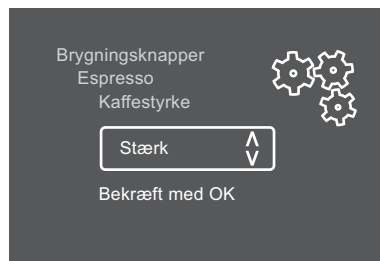 Brygningsknapper
Espresso
Kaffestyrke
Stærk
Bekræft med OK